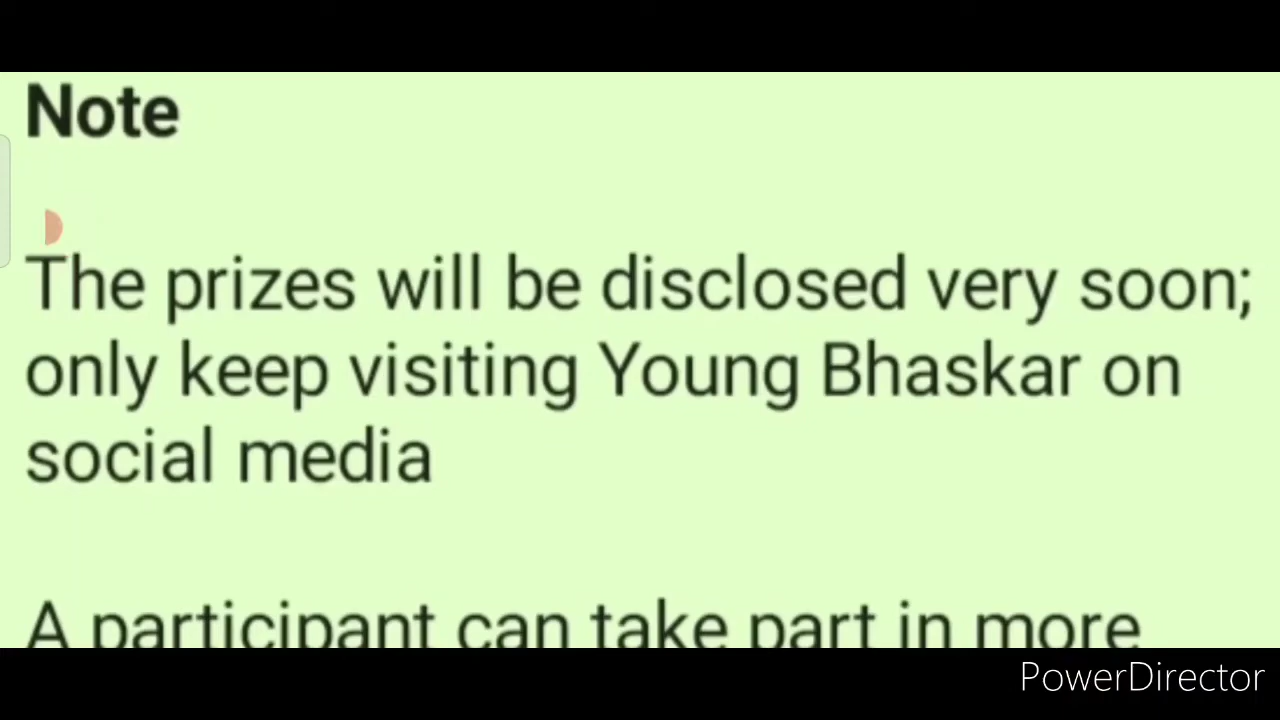 Note
The prizes will be disclosed very soon;
only keep visiting Young Bhaskar on
social media
A participant can take part in more
PowerDirector